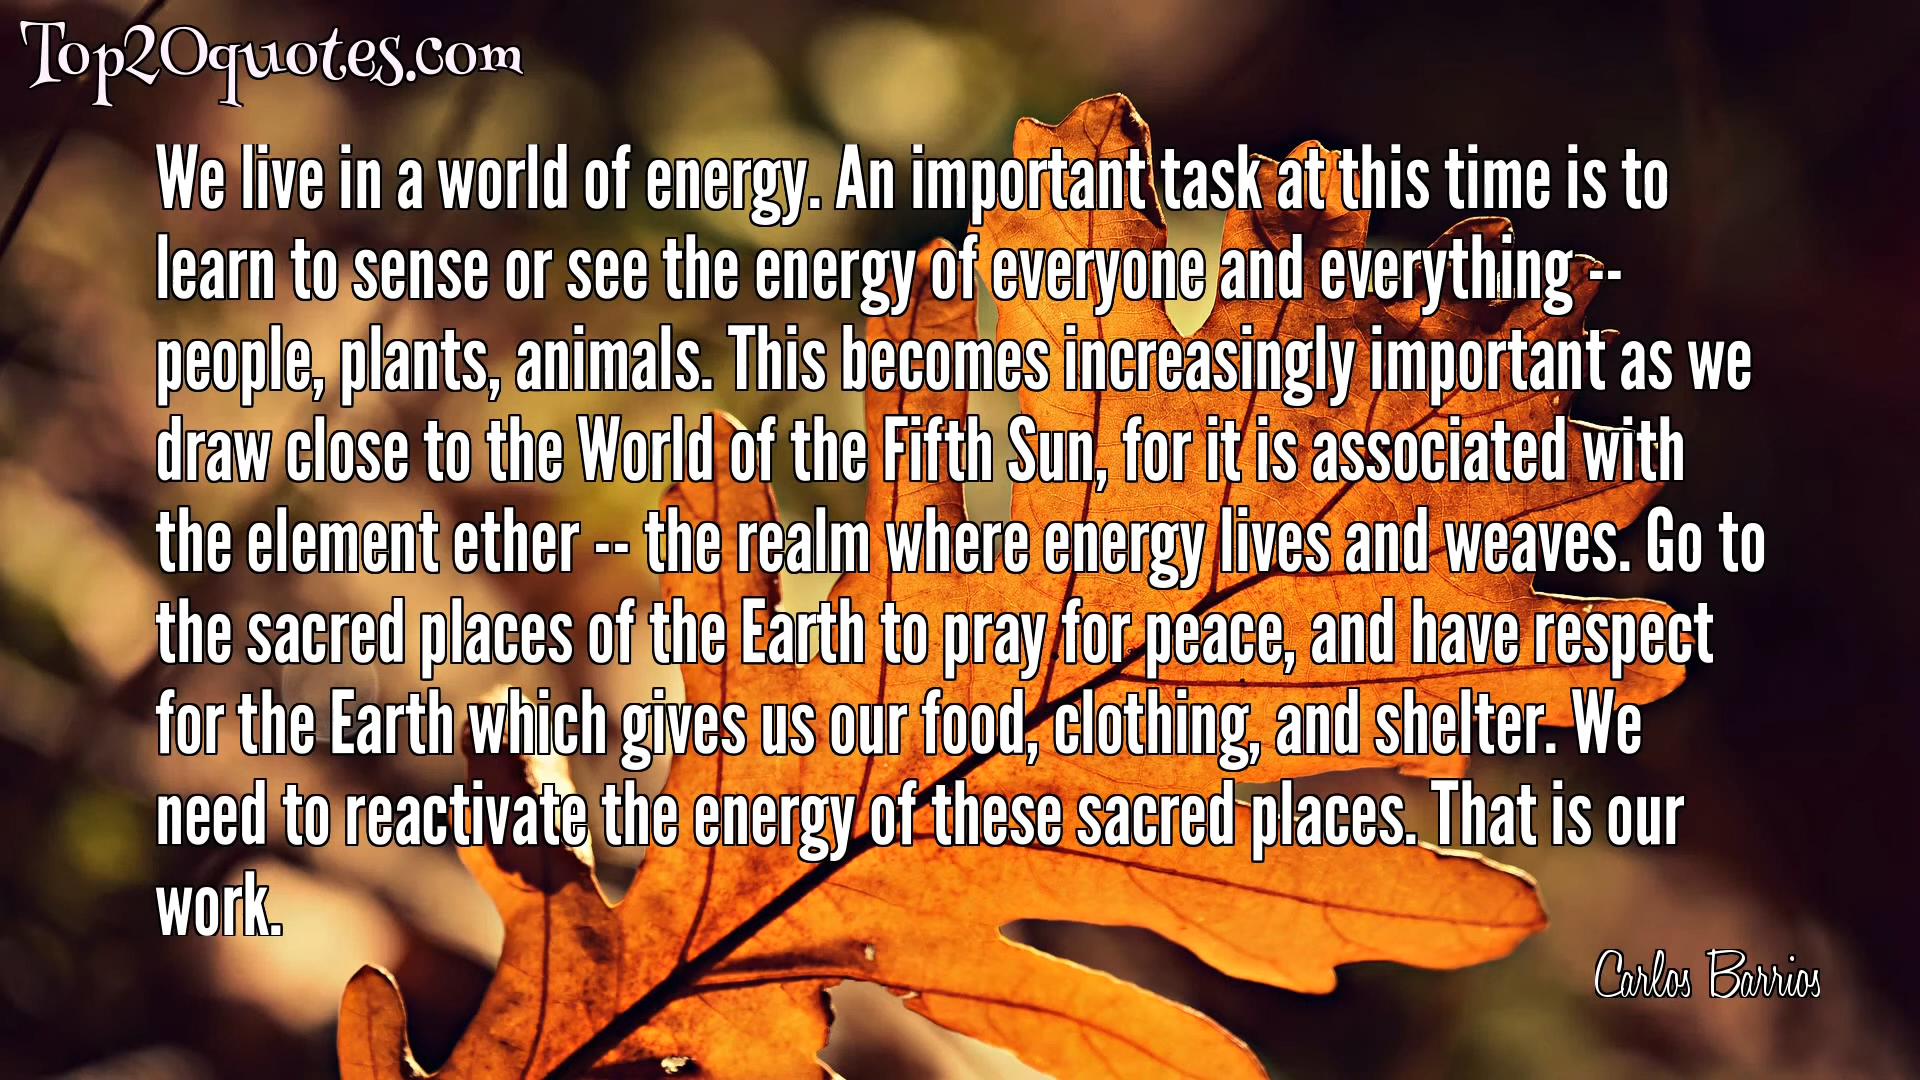 Top20quotes.com
We live in a world of energy. An important task at this time is to
learn to sense or see the energy of everyone and everything --
people, plants, animals. This becomes increasingly important as we
draw close to the World of the Fifth Sun, for it is associated with
the element ether -- the realm where energy lives and weaves. Go to
the sacred places of the Earth to pray for peace, and have respect
for the Earth which gives us our food, clothing, and shelter. We
need to reactivate the energy of these sacred places. That is our
work.
Carlos Barrios